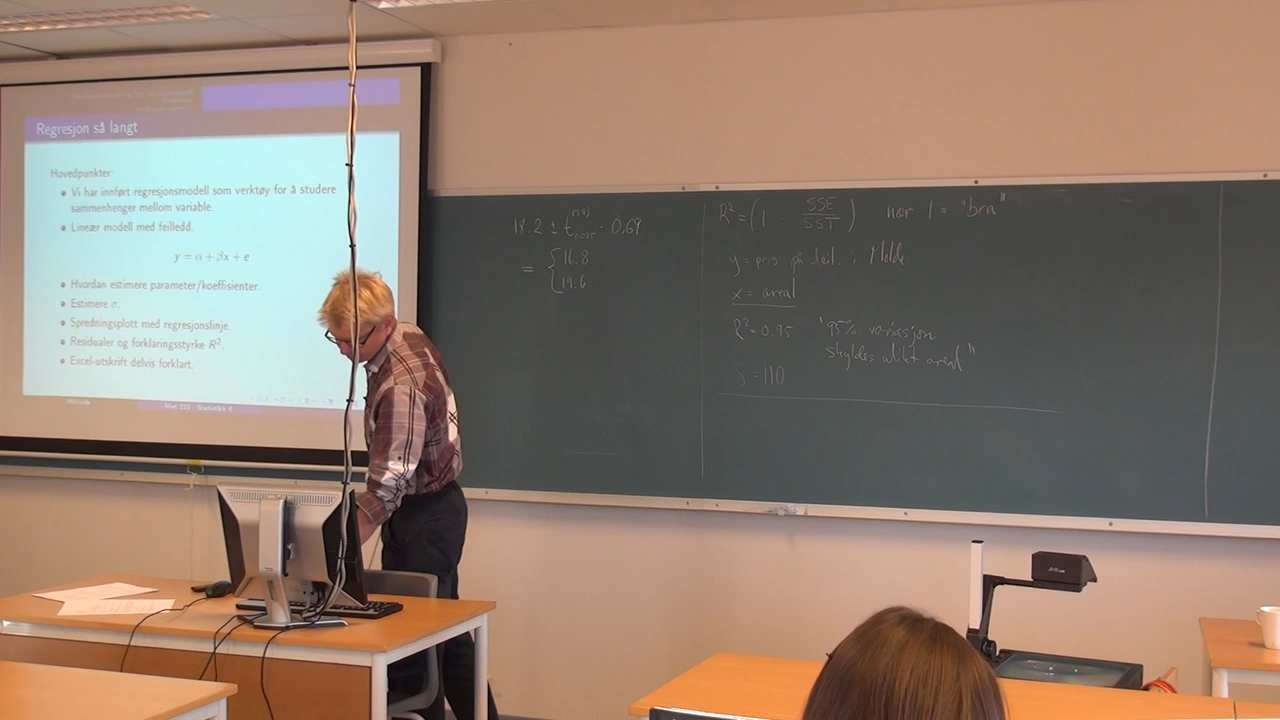 Regresjon så langt
Hovedpunkter:
Vi har innført regresjonsmodell som verktøy for å studere
sammenhenger mellom variable.
Lineær modell med feilledd.
y = α + βx + e
Hvordan estimere parameter/koeffisienter.
Estimere σ.
Spredningsplott med regresjonslinje.
Residualer og forklaringsstyrke R².
Excel-utskrift delvis forklart.
Statistikk
18.2 ± t · 0.69
= { 16.8
19.6
R² = (1 SSE/SST) nær 1 = "bra"
y = pris på leil. i Molde
x = areal
R² = 0.95 "95% variasjon
skyldes ulikt areal"
= 110